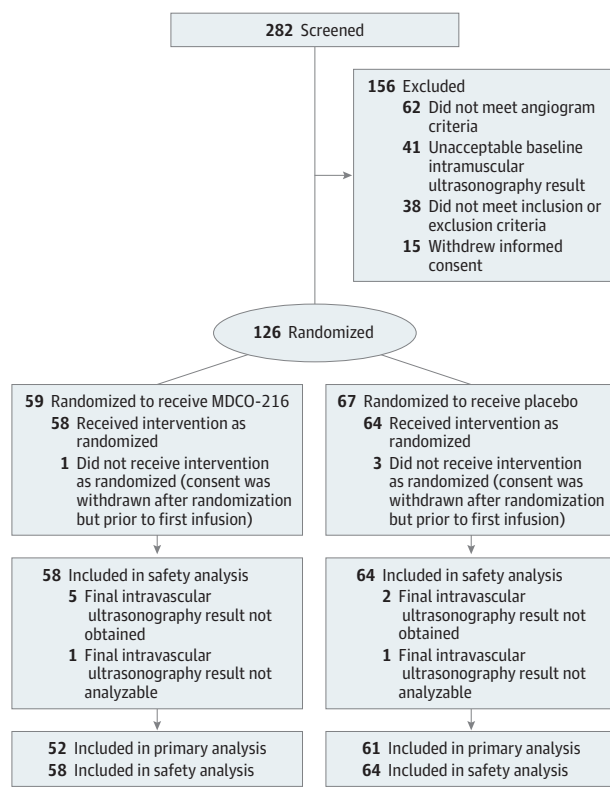 282 Screened
156 Excluded
62 Did not meet angiogram
criteria
41 Unacceptable baseline
intramuscular
ultrasonography result
38 Did not meet inclusion or
exclusion criteria
15 Withdrew informed
consent
126 Randomized
59 Randomized to receive MDCO-216
58 Received intervention as
randomized
1 Did not receive intervention
as randomized (consent was
withdrawn after randomization
but prior to first infusion)
67 Randomized to receive placebo
64 Received intervention as
randomized
3 Did not receive intervention
as randomized (consent was
withdrawn after randomization
but prior to first infusion)
58 Included in safety analysis
5 Final intravascular
ultrasonography result not
obtained
1 Final intravascular
ultrasonography result not
analyzable
64 Included in safety analysis
2 Final intravascular
ultrasonography result not
obtained
1 Final intravascular
ultrasonography result not
analyzable
52 Included in primary analysis
58 Included in safety analysis
61 Included in primary analysis
64 Included in safety analysis